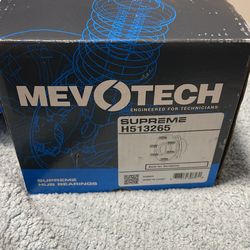 MEVOTECH
ENGINEERED FOR TECHNICIANS
SUPREME
H513265
SUPREME
HUB BEARINGS